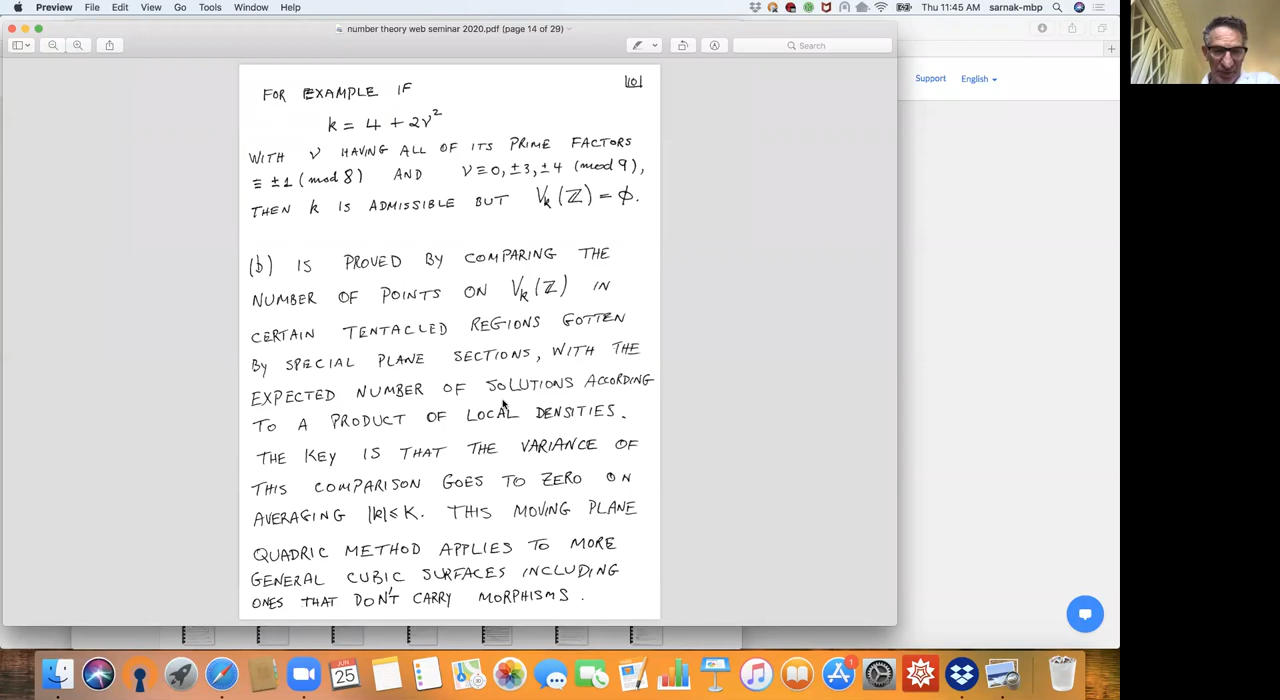 Preview File Edit View Go Tools Window Help
Thu 11:45 AM sarnak-mbp
number theory web seminar 2020.pdf (page 14 of 29)
Search
Support English
FOR EXAMPLE IF
10
k = 4 + 2ν²
WITH ν HAVING ALL OF ITS PRIME FACTORS
≡ ±1 (mod 8) AND ν ≡ 0, ±3, ±4 (mod 9),
THEN k IS ADMISSIBLE BUT Vₖ(ℤ) = ϕ.
(b) IS PROVED BY COMPARING THE
NUMBER OF POINTS ON Vₖ(ℤ) IN
CERTAIN TENTACLED REGIONS GOTTEN
BY SPECIAL PLANE SECTIONS, WITH THE
EXPECTED NUMBER OF SOLUTIONS ACCORDING
TO A PRODUCT OF LOCAL DENSITIES.
THE KEY IS THAT THE VARIANCE OF
THIS COMPARISON GOES TO ZERO ON
AVERAGING |k| ≤ K. THIS MOVING PLANE
QUADRIC METHOD APPLIES TO MORE
GENERAL CUBIC SURFACES INCLUDING
ONES THAT DON'T CARRY MORPHISMS.
JUN
25
1